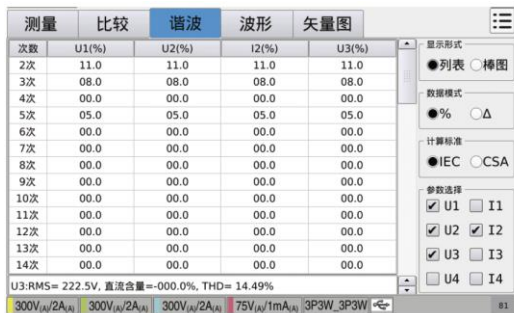 测量 比较 谐波 波形 矢量图
次数 U1(%) U2(%) I2(%) U3(%)
2次 11.0 11.0 11.0 11.0
3次 08.0 08.0 08.0 08.0
4次 00.0 00.0 00.0 00.0
5次 05.0 05.0 05.0 05.0
6次 00.0 00.0 00.0 00.0
7次 00.0 00.0 00.0 00.0
8次 00.0 00.0 00.0 00.0
9次 00.0 00.0 00.0 00.0
10次 00.0 00.0 00.0 00.0
11次 00.0 00.0 00.0 00.0
12次 00.0 00.0 00.0 00.0
13次 00.0 00.0 00.0 00.0
14次 00.0 00.0 00.0 00.0
U3:RMS= 222.5V, 直流含量=-000.0%, THD= 14.49%
显示形式
列表 棒图
数据模式
% Δ
计算标准
IEC CSA
参数选择
U1 I1
U2 I2
U3 I3
U4 I4
300V(A)/2A(A) 300V(A)/2A(A) 300V(A)/2A(A) 75V(A)/1mA(A) 3P3W_3P3W 81